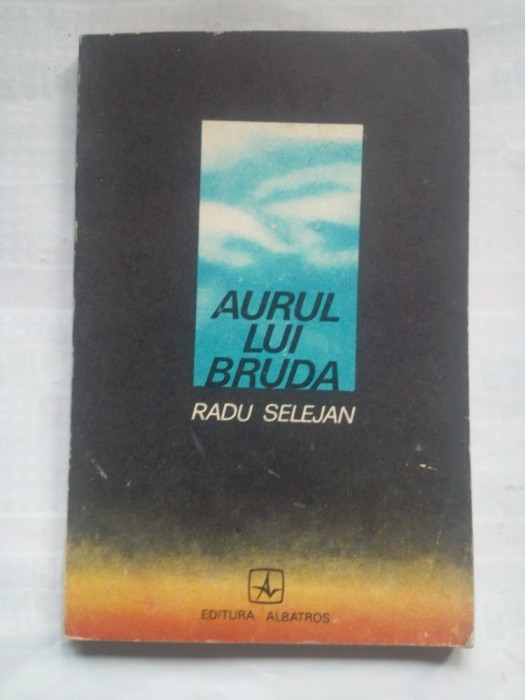 AURUL
LUI
BRUDA
RADU SELEJAN
EDITURA ALBATROS